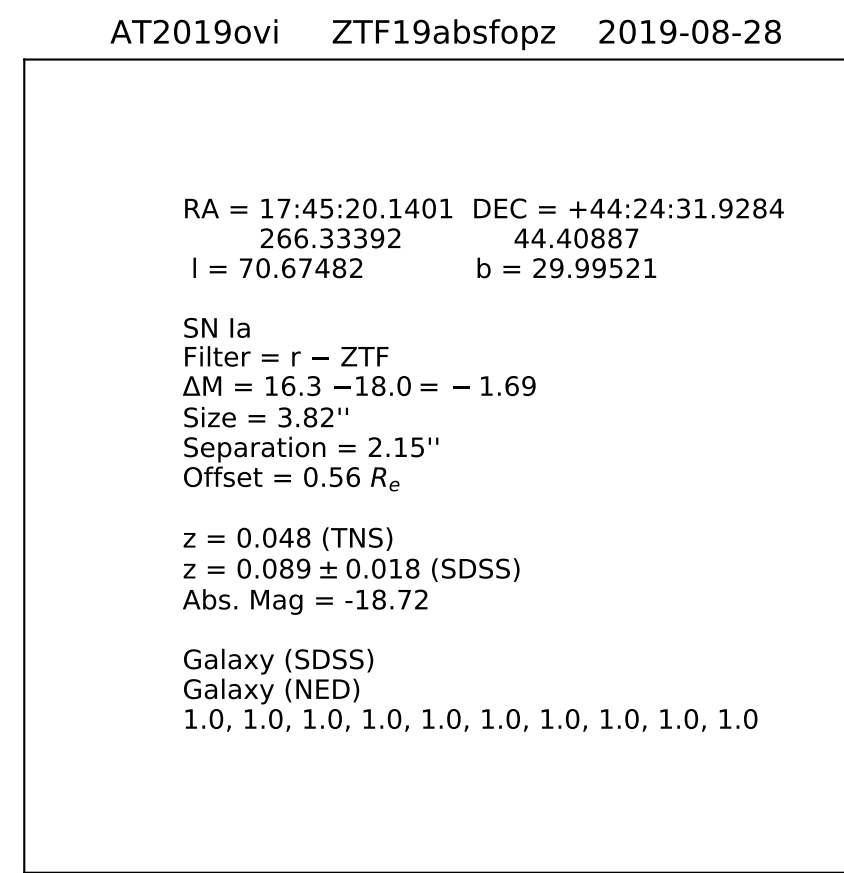 AT2019ovi ZTF19absfopz 2019-08-28
RA = 17:45:20.1401 DEC = +44:24:31.9284
266.33392 44.40887
l = 70.67482 b = 29.99521
SN Ia
Filter = r − ZTF
ΔM = 16.3 −18.0 = − 1.69
Size = 3.82''
Separation = 2.15''
Offset = 0.56 Rₑ
z = 0.048 (TNS)
z = 0.089 ± 0.018 (SDSS)
Abs. Mag = -18.72
Galaxy (SDSS)
Galaxy (NED)
1.0, 1.0, 1.0, 1.0, 1.0, 1.0, 1.0, 1.0, 1.0, 1.0